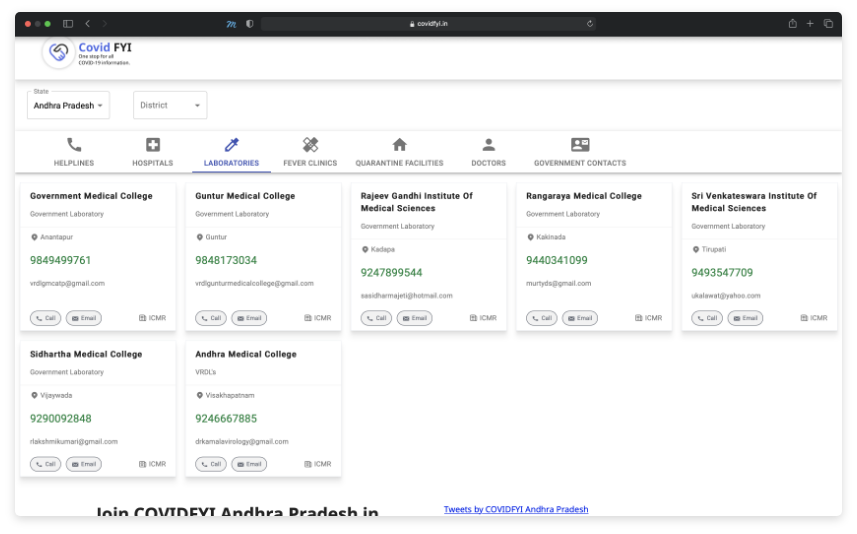 covidfyi.in
Covid FYI
One stop for all
COVID-19 information.
State
Andhra Pradesh
District
HELPLINES
HOSPITALS
LABORATORIES
FEVER CLINICS
QUARANTINE FACILITIES
DOCTORS
GOVERNMENT CONTACTS
Government Medical College
Government Laboratory
Anantapur
9849499761
vrdlgmcatp@gmail.com
Call
Email
ICMR
Guntur Medical College
Government Laboratory
Guntur
9848173034
vrdlgunturmedicalcollege@gmail.com
Call
Email
ICMR
Rajeev Gandhi Institute Of
Medical Sciences
Government Laboratory
Kadapa
9247899544
sasidharmajeti@hotmail.com
Call
Email
ICMR
Rangaraya Medical College
Government Laboratory
Kakinada
9440341099
murtyds@gmail.com
Call
Email
ICMR
Sri Venkateswara Institute Of
Medical Sciences
Government Laboratory
Tirupati
9493547709
ukalawat@yahoo.com
Call
Email
ICMR
Sidhartha Medical College
Government Laboratory
Vijaywada
9290092848
rlakshmikumari@gmail.com
Call
Email
ICMR
Andhra Medical College
VRDL's
Visakhapatnam
9246667885
drkamalavirology@gmail.com
Call
Email
ICMR
Join COVIDFYI Andhra Pradesh in
Tweets by COVIDFYI Andhra Pradesh